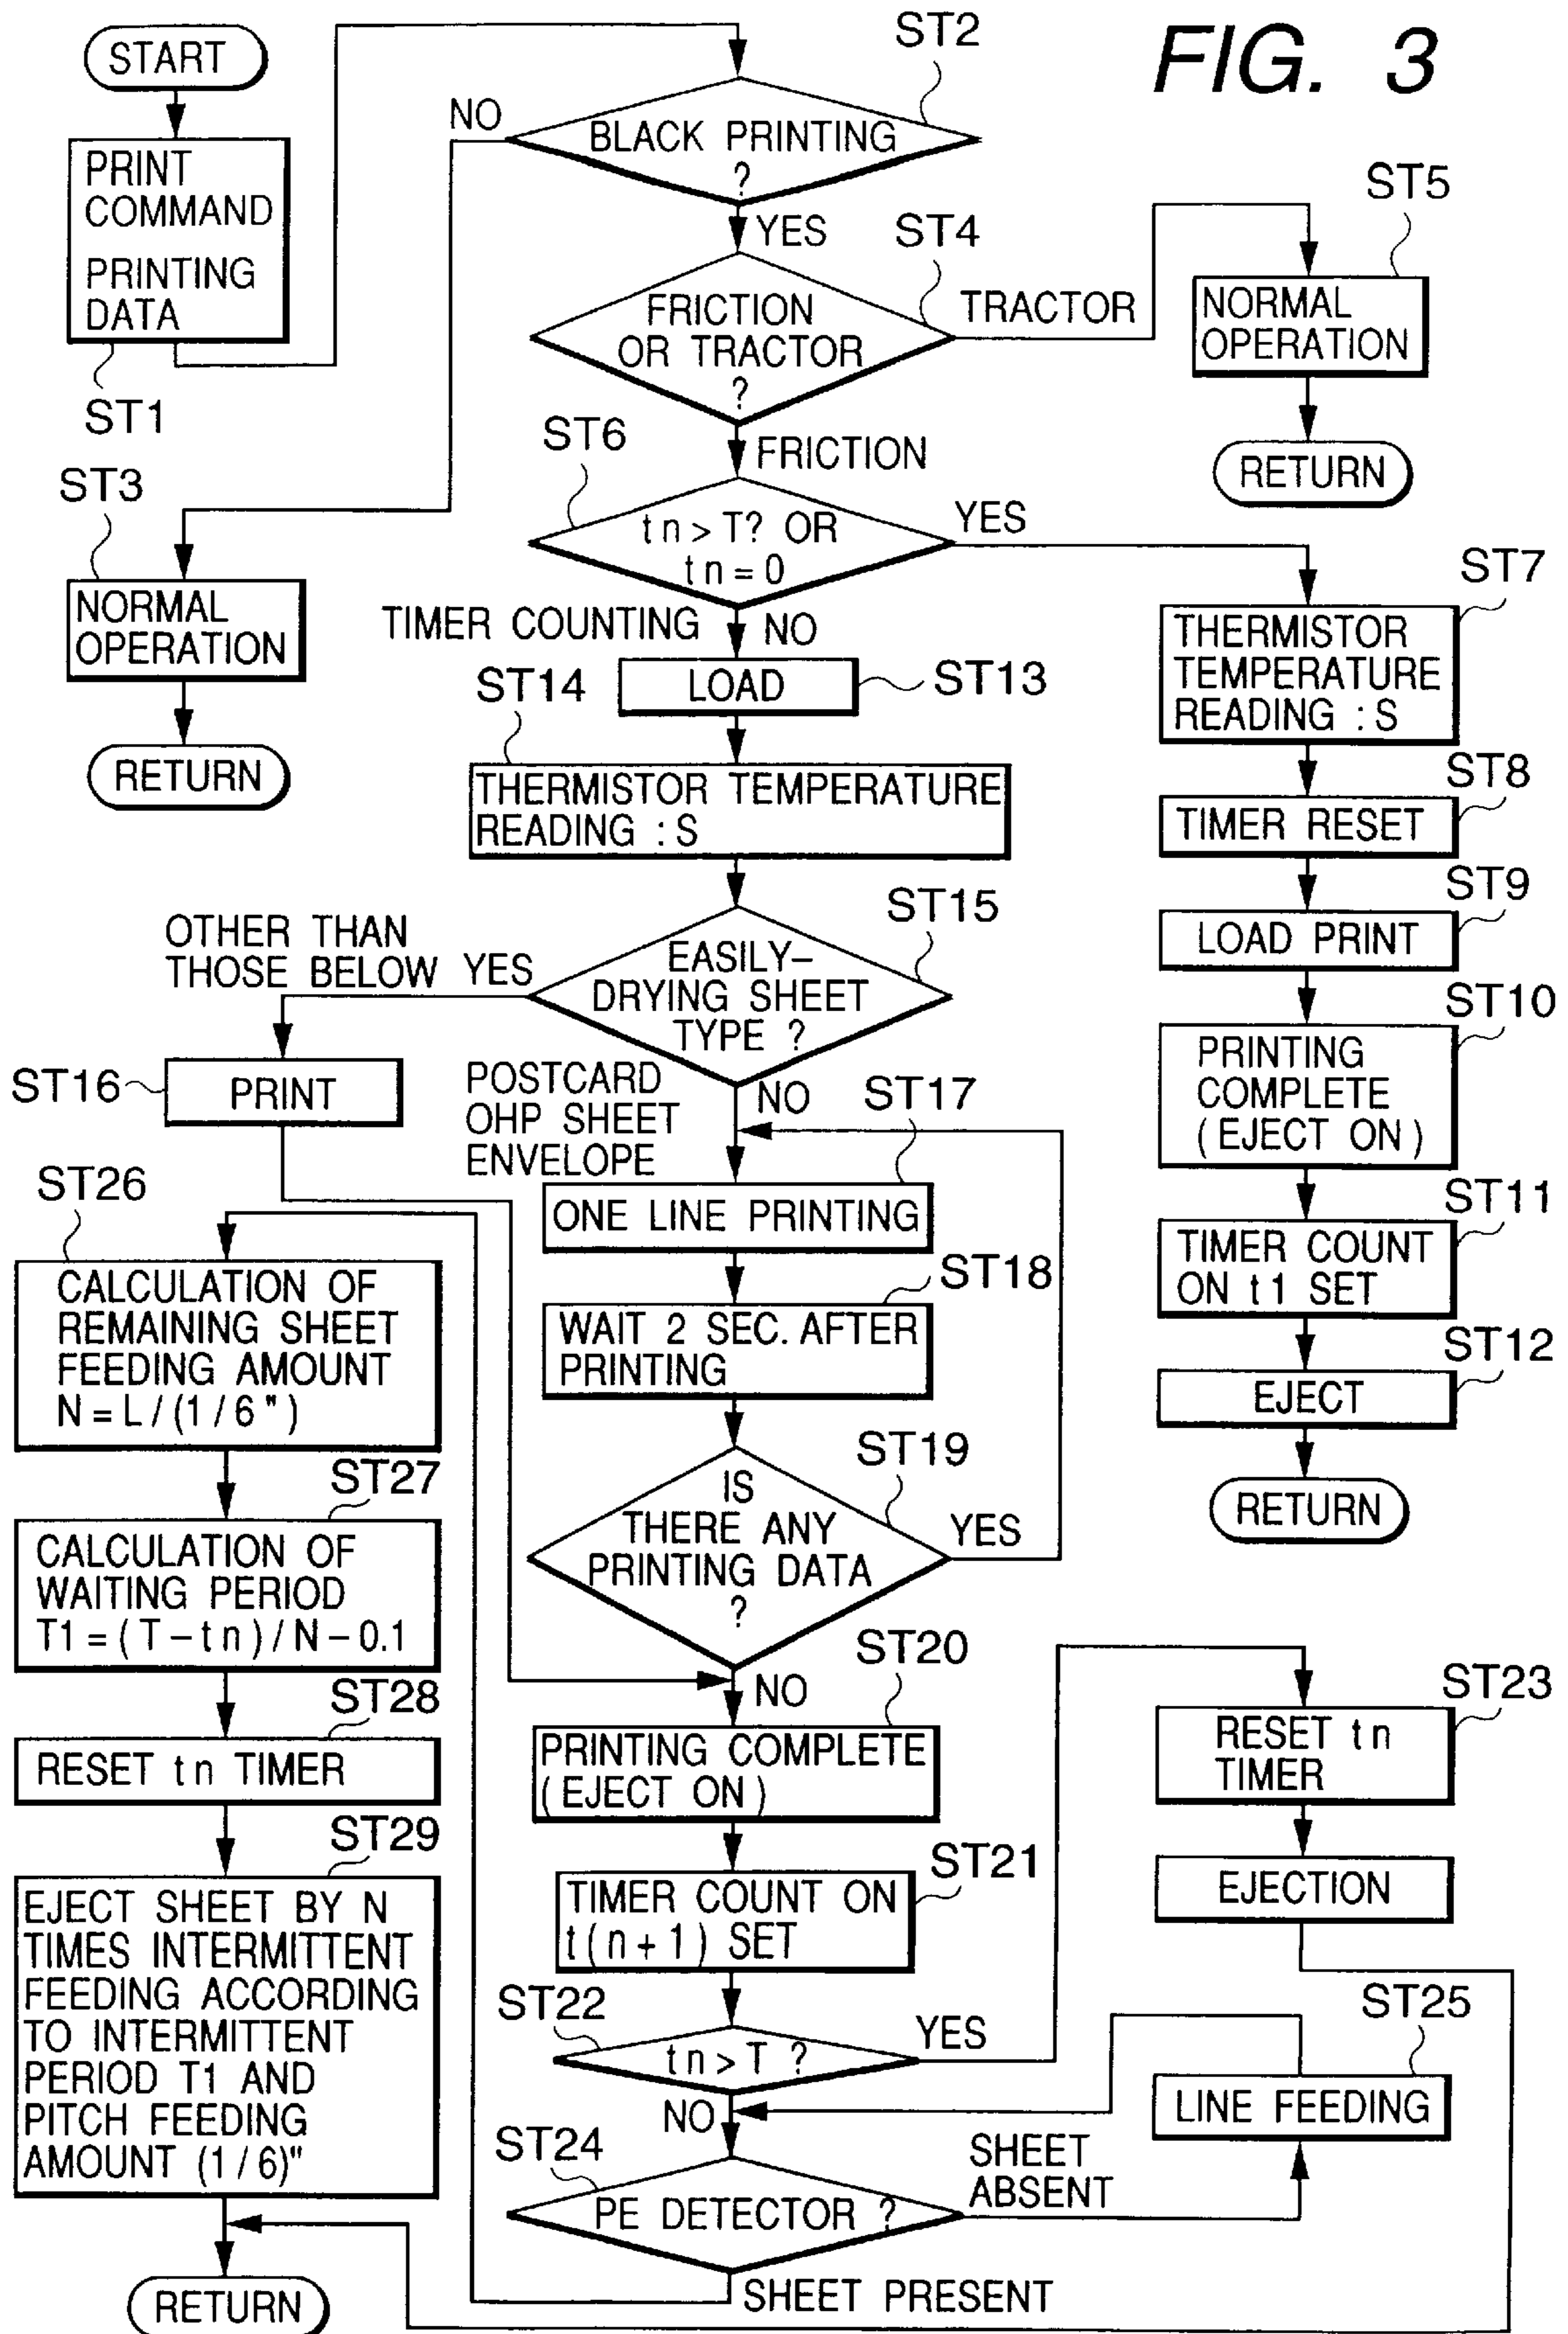 FIG. 3
START
PRINT
COMMAND
PRINTING
DATA
ST1
ST2
BLACK PRINTING
?
NO
YES
ST3
NORMAL
OPERATION
RETURN
ST4
FRICTION
OR TRACTOR
?
TRACTOR
FRICTION
ST5
NORMAL
OPERATION
RETURN
ST6
tn > T? OR
tn = 0
YES
TIMER COUNTING
NO
ST7
THERMISTOR
TEMPERATURE
READING : S
ST8
TIMER RESET
ST9
LOAD PRINT
ST10
PRINTING
COMPLETE
(EJECT ON)
ST11
TIMER COUNT
ON t1 SET
ST12
EJECT
RETURN
LOAD
ST13
ST14
THERMISTOR TEMPERATURE
READING : S
ST15
EASILY-
DRYING SHEET
TYPE ?
OTHER THAN
THOSE BELOW
YES
ST16
PRINT
POSTCARD
OHP SHEET
ENVELOPE
NO
ST17
ONE LINE PRINTING
ST18
WAIT 2 SEC. AFTER
PRINTING
ST19
IS
THERE ANY
PRINTING DATA
?
YES
NO
ST20
PRINTING COMPLETE
(EJECT ON)
ST21
TIMER COUNT ON
t(n+1) SET
ST22
tn > T ?
YES
NO
ST23
RESET tn
TIMER
EJECTION
ST24
PE DETECTOR ?
SHEET
ABSENT
ST25
LINE FEEDING
SHEET PRESENT
ST26
CALCULATION OF
REMAINING SHEET
FEEDING AMOUNT
N = L / (1/6")
ST27
CALCULATION OF
WAITING PERIOD
T1 = (T - tn) / N - 0.1
ST28
RESET tn TIMER
ST29
EJECT SHEET BY N
TIMES INTERMITTENT
FEEDING ACCORDING
TO INTERMITTENT
PERIOD T1 AND
PITCH FEEDING
AMOUNT (1/6)"
RETURN